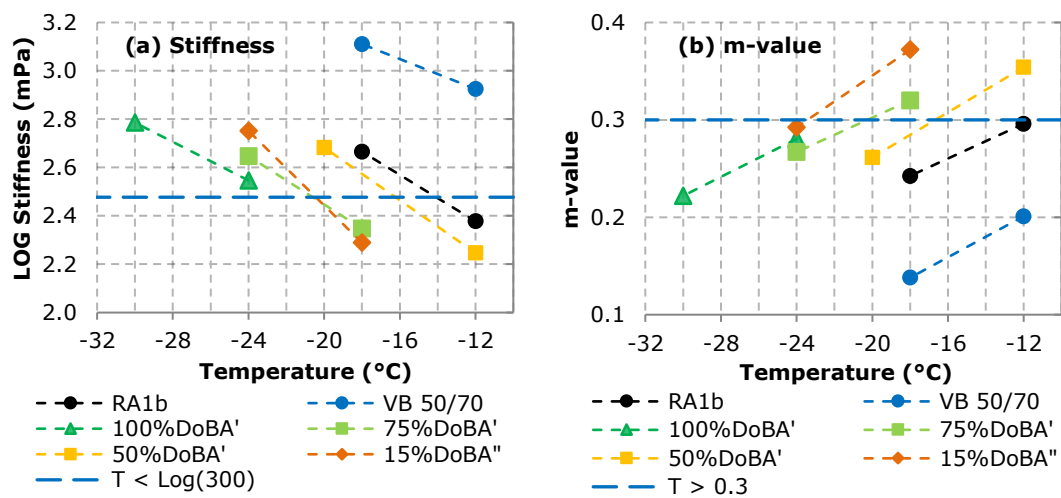 (a) Stiffness
LOG Stiffness (mPa)
3.2
3.0
2.8
2.6
2.4
2.2
2.0
-32 -28 -24 -20 -16 -12
Temperature (°C)
RA1b
VB 50/70
100%DoBA'
75%DoBA'
50%DoBA'
15%DoBA"
T < Log(300)
(b) m-value
m-value
0.4
0.3
0.2
0.1
-32 -28 -24 -20 -16 -12
Temperature (°C)
RA1b
VB 50/70
100%DoBA'
75%DoBA'
50%DoBA'
15%DoBA"
T > 0.3